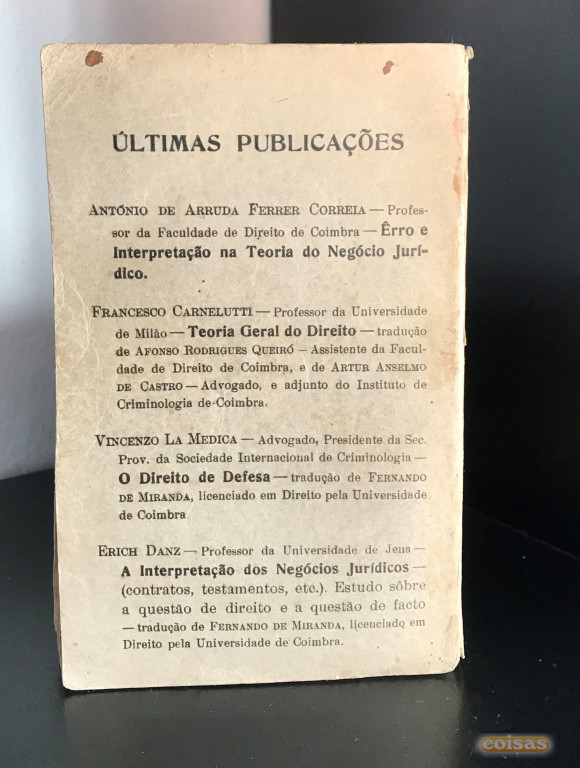 ÚLTIMAS PUBLICAÇÕES
ANTÓNIO DE ARRUDA FERRER CORREIA — Profes-
sor da Faculdade de Direito de Coimbra — Êrro e
Interpretação na Teoria do Negócio Jurí-
dico.
FRANCESCO CARNELUTTI — Professor da Universidade
de Milão — Teoria Geral do Direito — tradução
de AFONSO RODRIGUES QUEIRÓ — Assistente da Facul-
dade de Direito de Coimbra, e de ARTUR ANSELMO
DE CASTRO — Advogado, e adjunto do Instituto de
Criminologia de Coimbra.
VINCENZO LA MEDICA — Advogado, Presidente da Sec.
Prov. da Sociedade Internacional de Criminologia —
O Direito de Defesa — tradução de FERNANDO
DE MIRANDA, licenciado em Direito pela Universidade
de Coimbra.
ERICH DANZ — Professor da Universidade de Jena —
A Interpretação dos Negócios Jurídicos —
(contratos, testamentos, etc.). Estudo sôbre
a questão de direito e a questão de facto
— tradução de FERNANDO DE MIRANDA, licenciado em
Direito pela Universidade de Coimbra.
coisas